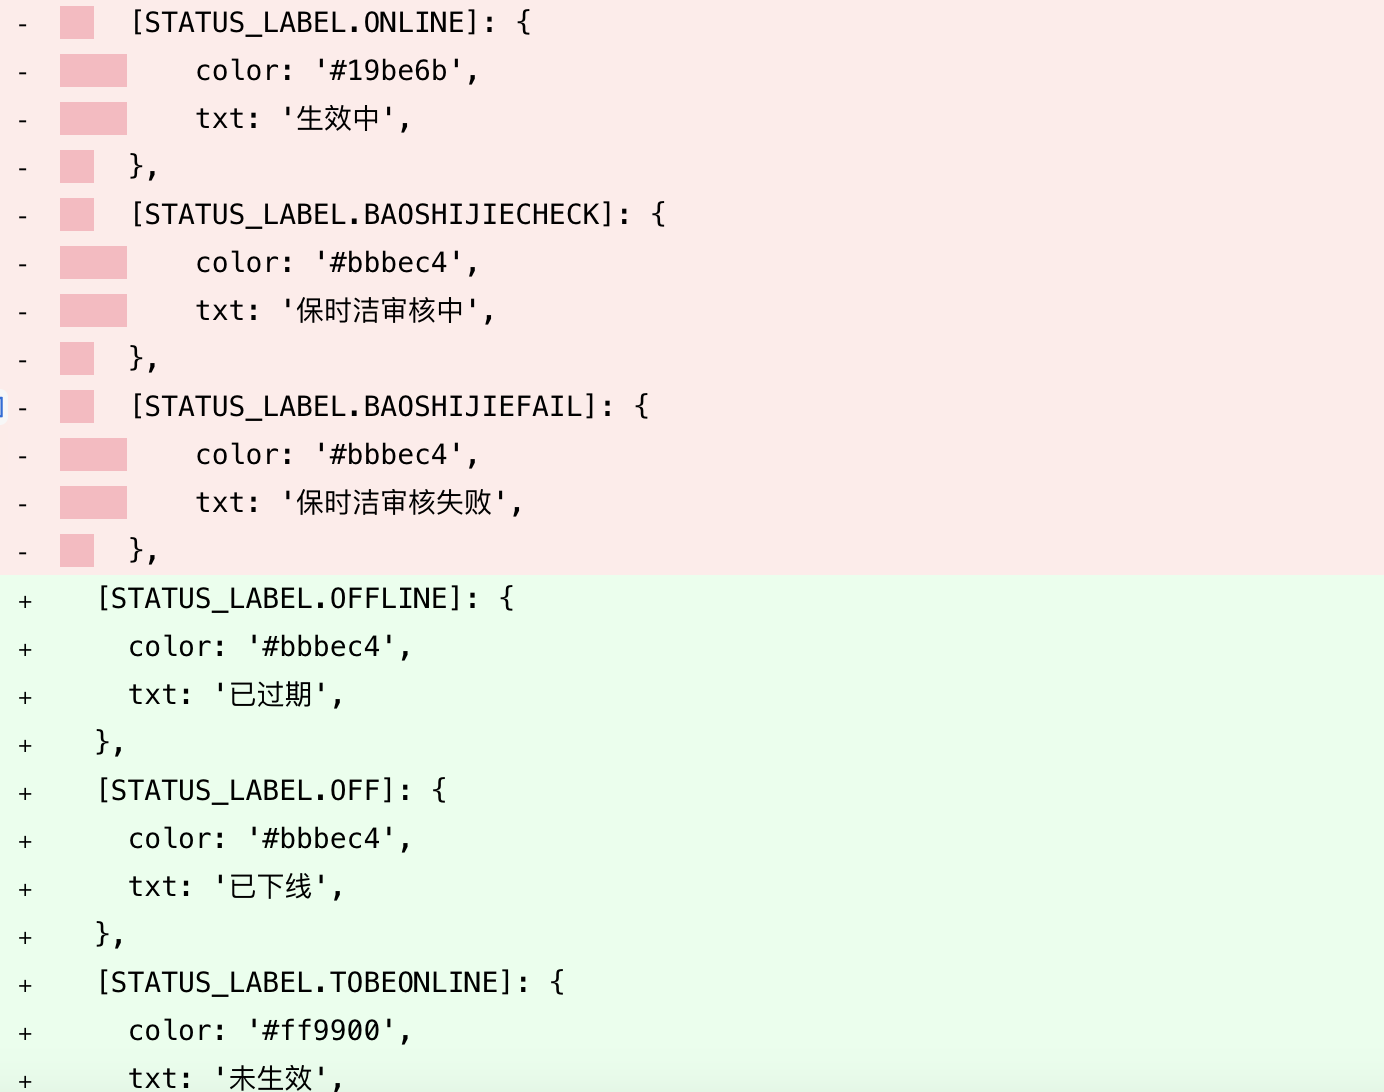 -     [STATUS_LABEL.ONLINE]: {
-         color: '#19be6b',
-         txt: '生效中',
-     },
-     [STATUS_LABEL.BAOSHIJIECHECK]: {
-         color: '#bbbec4',
-         txt: '保时洁审核中',
-     },
-     [STATUS_LABEL.BAOSHIJIEFAIL]: {
-         color: '#bbbec4',
-         txt: '保时洁审核失败',
-     },
+   [STATUS_LABEL.OFFLINE]: {
+     color: '#bbbec4',
+     txt: '已过期',
+   },
+   [STATUS_LABEL.OFF]: {
+     color: '#bbbec4',
+     txt: '已下线',
+   },
+   [STATUS_LABEL.TOBEONLINE]: {
+     color: '#ff9900',
+     txt: '未生效',